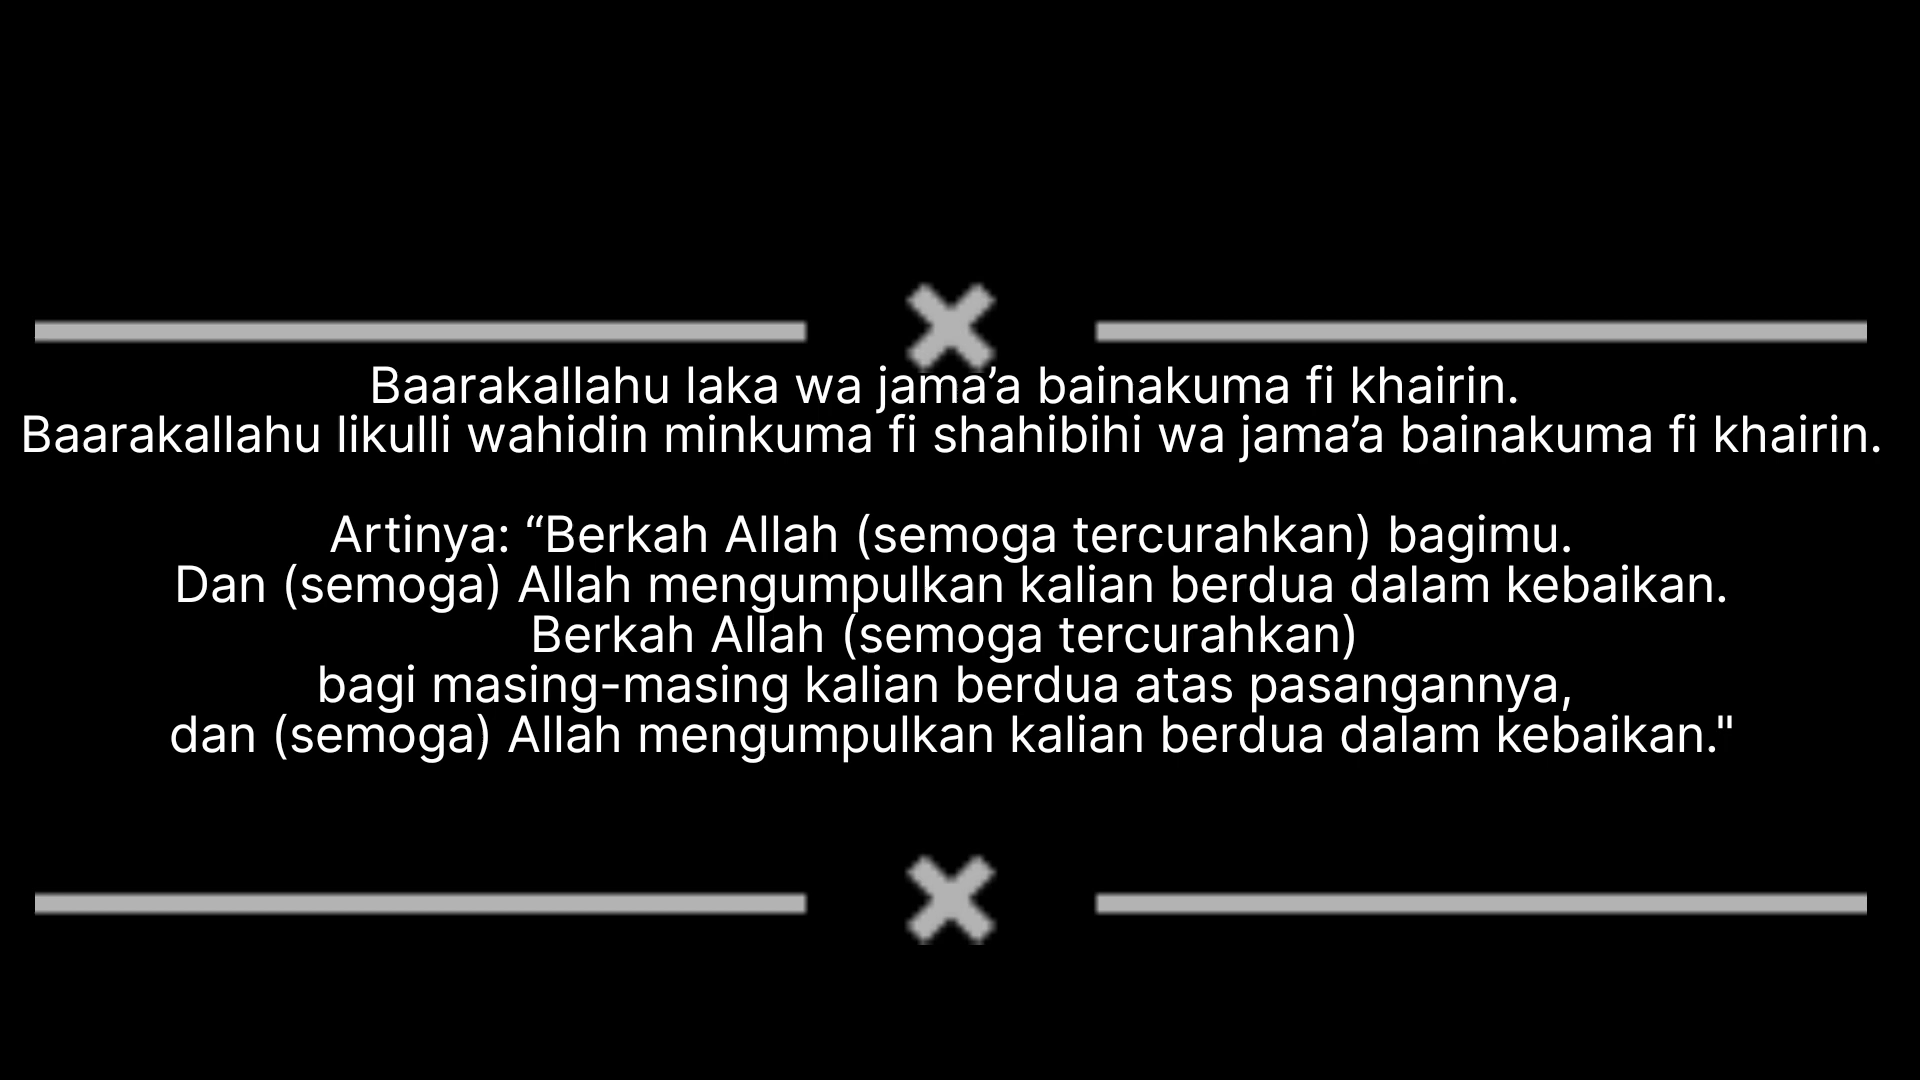 Baarakallahu laka wa jama’a bainakuma fi khairin.
Baarakallahu likulli wahidin minkuma fi shahibihi wa jama’a bainakuma fi khairin.
Artinya: “Berkah Allah (semoga tercurahkan) bagimu.
Dan (semoga) Allah mengumpulkan kalian berdua dalam kebaikan.
Berkah Allah (semoga tercurahkan)
bagi masing-masing kalian berdua atas pasangannya,
dan (semoga) Allah mengumpulkan kalian berdua dalam kebaikan."